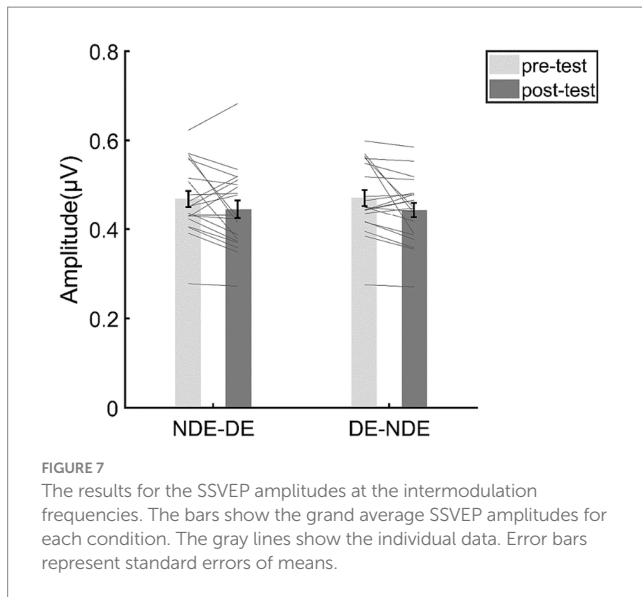 0.8
0.6
0.4
0.2
0
Amplitude(μV)
pre-test
post-test
NDE-DE
DE-NDE
FIGURE 7
The results for the SSVEP amplitudes at the intermodulation
frequencies. The bars show the grand average SSVEP amplitudes for
each condition. The gray lines show the individual data. Error bars
represent standard errors of means.